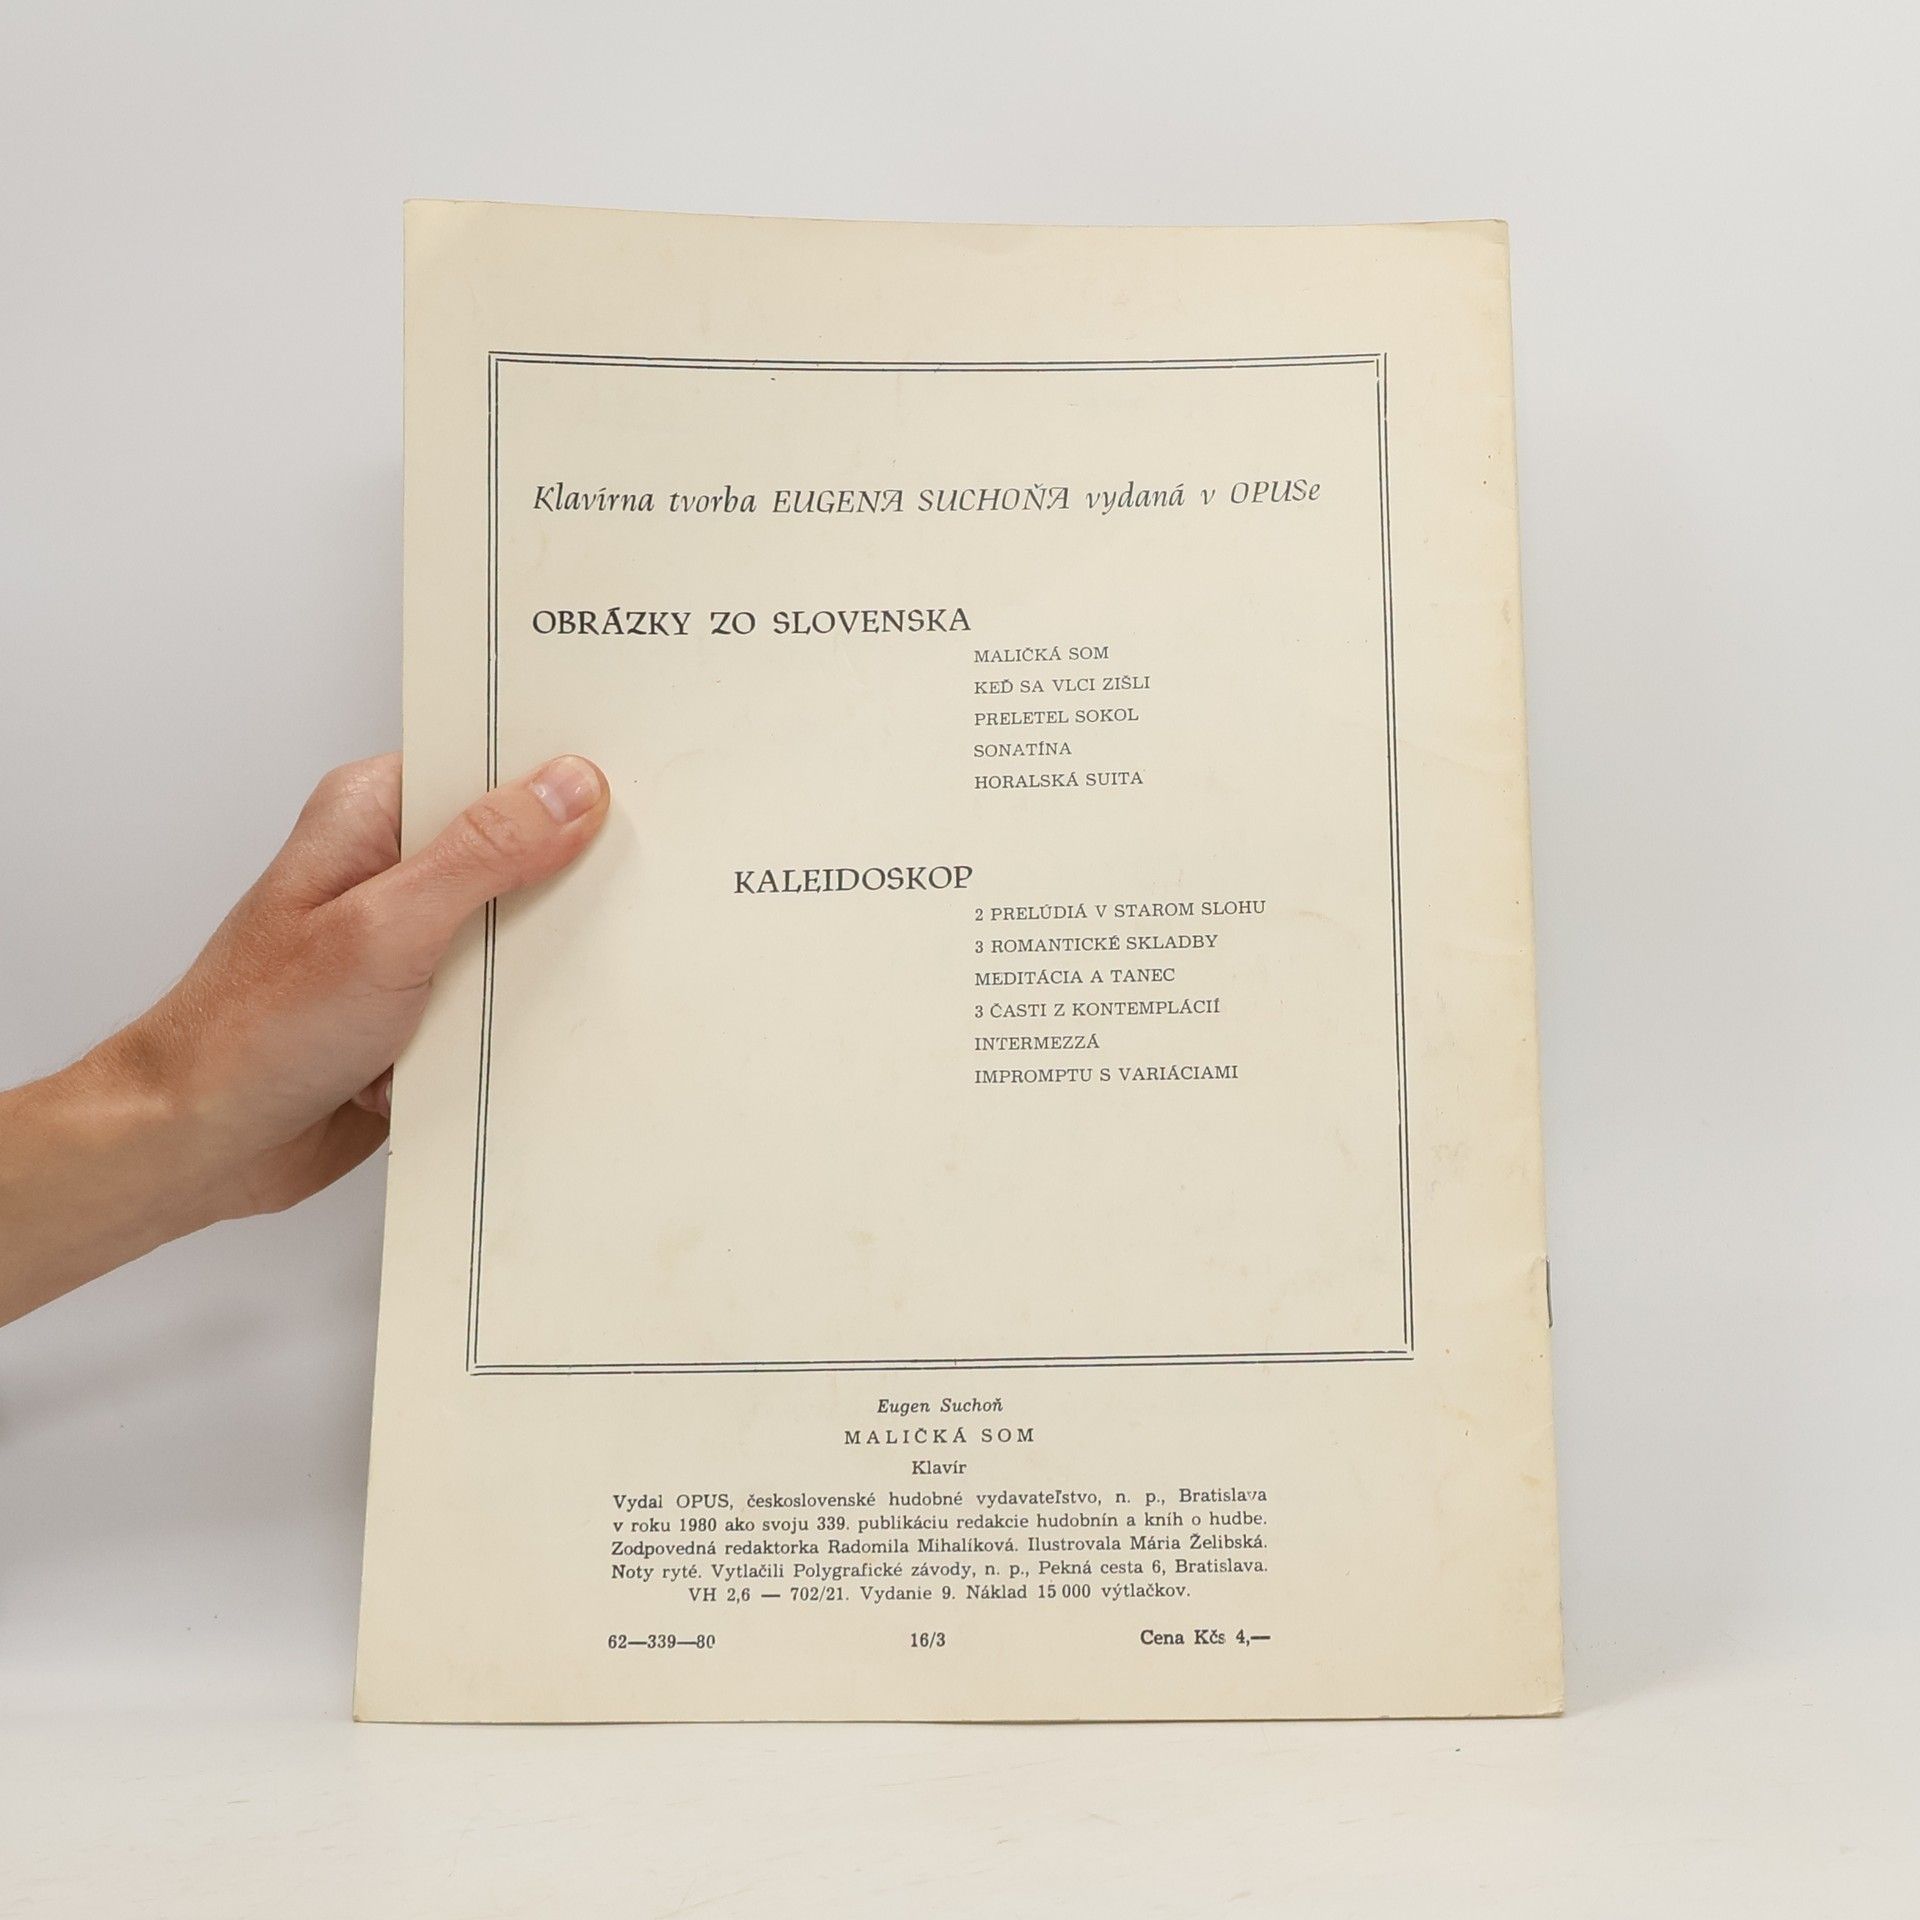 Klavírna tvorba EUGENA SUCHOŇA vydaná v OPUSe
OBRÁZKY ZO SLOVENSKA
MALIČKÁ SOM
KEĎ SA VLCI ZIŠLI
PRELETEL SOKOL
SONATÍNA
HORALSKÁ SUITA
KALEIDOSKOP
2 PRELÚDIÁ V STAROM SLOHU
3 ROMANTICKÉ SKLADBY
MEDITÁCIA A TANEC
3 ČASTI Z KONTEMPLÁCIÍ
INTERMEZZÁ
IMPROMPTU S VARIÁCIAMI
Eugen Suchoň
MALIČKÁ SOM
Klavír
Vydal OPUS, československé hudobné vydavateľstvo, n. p., Bratislava
v roku 1980 ako svoju 339. publikáciu redakcie hudobnín a kníh o hudbe.
Zodpovedná redaktorka Radomila Mihalíková. Ilustrovala Mária Želibská.
Noty ryté. Vytlačili Polygrafické závody, n. p., Pekná cesta 6, Bratislava.
VH 2,6 — 702/21. Vydanie 9. Náklad 15 000 výtlačkov.
62—339—80 16/3 Cena Kčs 4,—